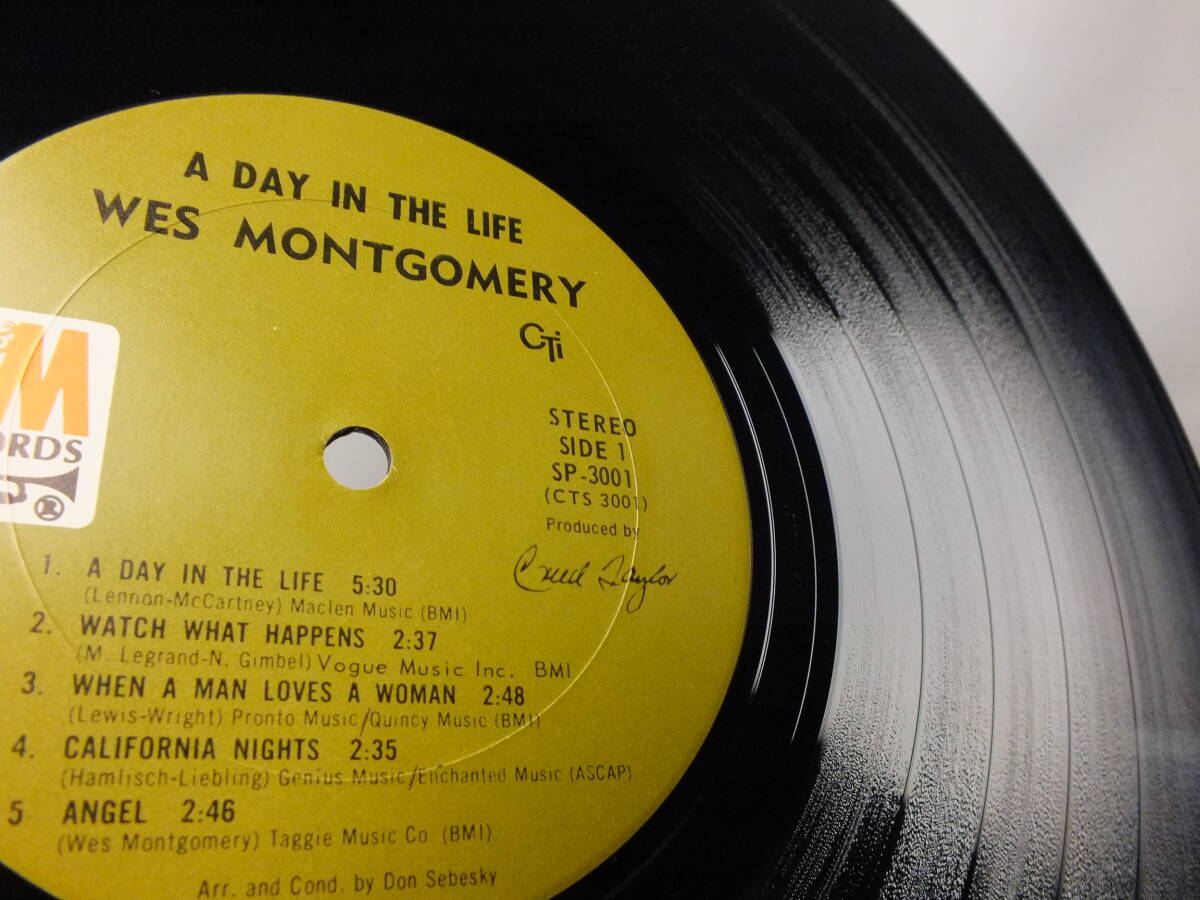 A DAY IN THE LIFE
WES MONTGOMERY
CTi
M
ORDS
®
STEREO
SIDE 1
SP-3001
(CTS 3001)
Produced by
Creed Taylor
1. A DAY IN THE LIFE 5:30
(Lennon-McCartney) Maclen Music (BMI)
2. WATCH WHAT HAPPENS 2:37
(M. Legrand-N. Gimbel) Vogue Music Inc. BMI
3. WHEN A MAN LOVES A WOMAN 2:48
(Lewis-Wright) Pronto Music/Quincy Music (BMI)
4. CALIFORNIA NIGHTS 2:35
(Hamlisch-Liebling) Genius Music/Enchanted Music (ASCAP)
5 ANGEL 2:46
(Wes Montgomery) Taggie Music Co (BMI)
Arr. and Cond. by Don Sebesky